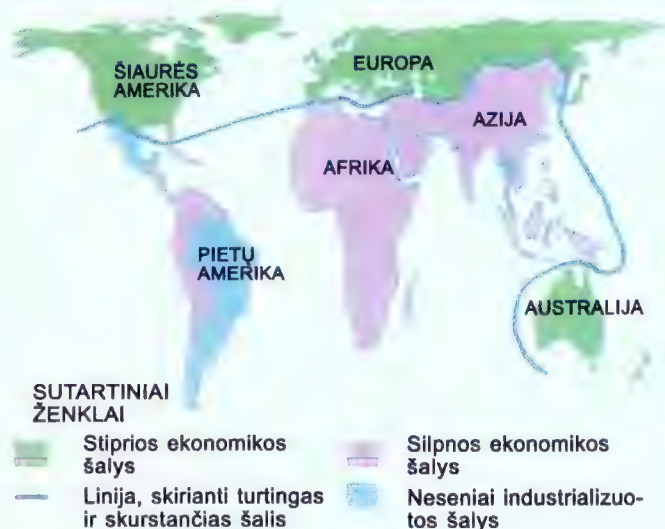 ŠIAURĖS
AMERIKA
EUROPA
AZIJA
AFRIKA
PIETŲ
AMERIKA
AUSTRALIJA
SUTARTINIAI
ŽENKLAI
Stiprios ekonomikos
šalys
Linija, skirianti turtingas
ir skurstančias šalis
Silpnos ekonomikos
šalys
Neseniai industrializuo-
tos šalys